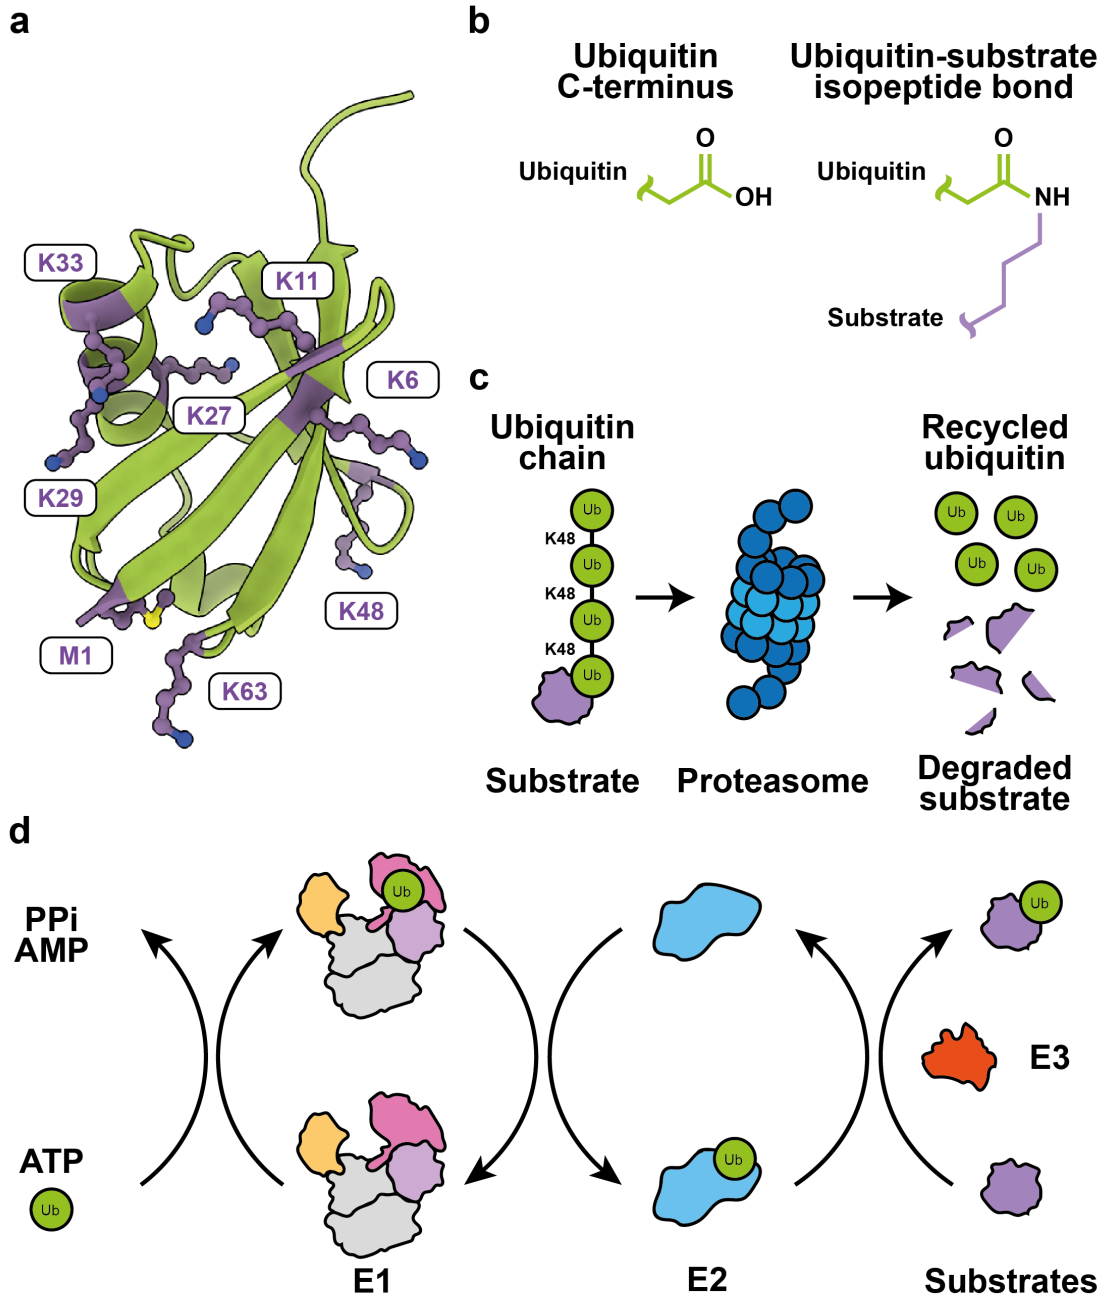 a
K33
K11
K6
K27
K29
K48
M1
K63
b
Ubiquitin
C-terminus
Ubiquitin-substrate
isopeptide bond
O
Ubiquitin
OH
O
Ubiquitin
NH
Substrate
c
Ubiquitin
chain
Recycled
ubiquitin
Ub
K48
Ub
K48
Ub
K48
Ub
Ub
Ub
Ub
Ub
Substrate
Proteasome
Degraded
substrate
d
PPi
AMP
Ub
Ub
E3
ATP
Ub
Ub
E1
E2
Substrates